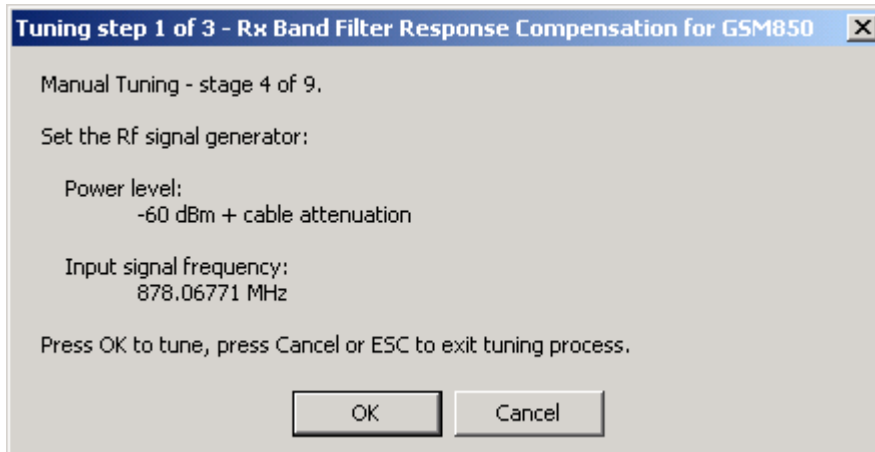 Tuning step 1 of 3 - Rx Band Filter Response Compensation for GSM850
Manual Tuning - stage 4 of 9.
Set the Rf signal generator:
Power level:
-60 dBm + cable attenuation
Input signal frequency:
878.06771 MHz
Press OK to tune, press Cancel or ESC to exit tuning process.
OK
Cancel